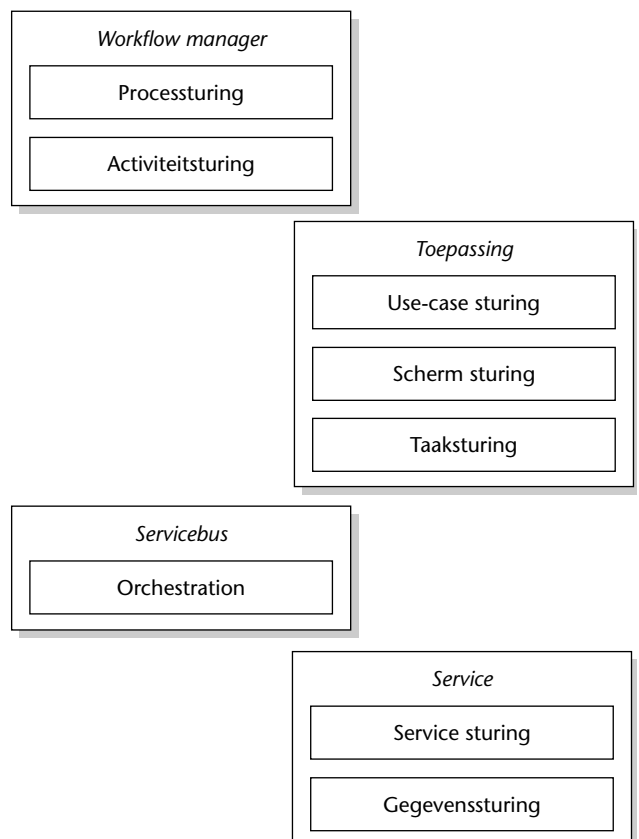 Workflow manager
Processturing
Activiteitsturing
Toepassing
Use-case sturing
Scherm sturing
Taaksturing
Servicebus
Orchestration
Service
Service sturing
Gegevenssturing